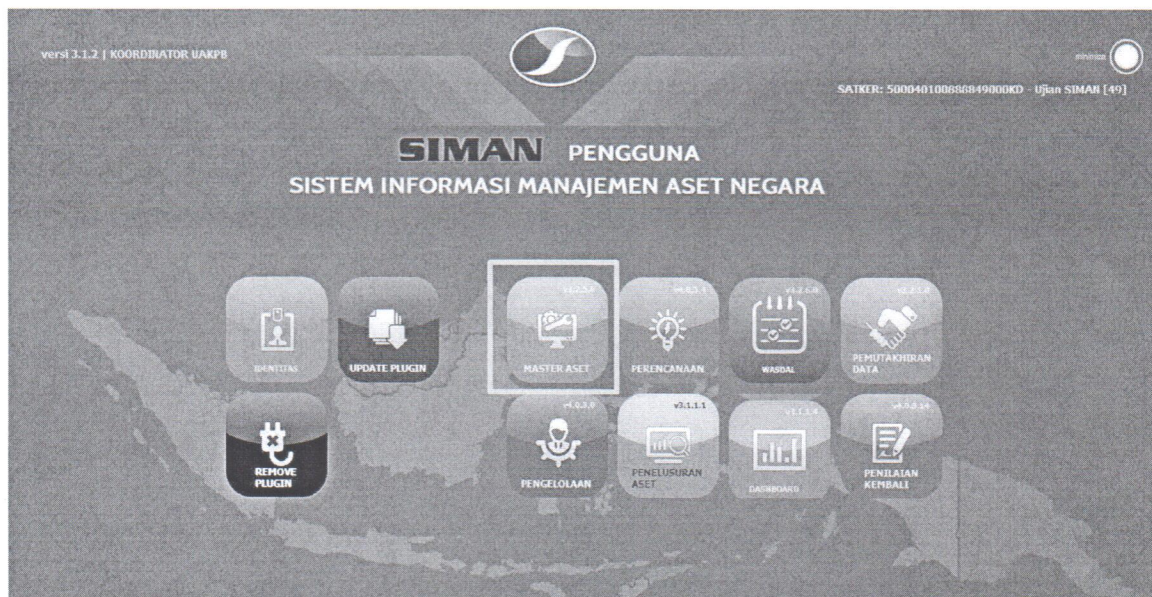 versi 3.1.2 | KOORDINATOR UAKPB
SATKER: 500040100888849000KD - Ujian SIMAN [49]
SIMAN PENGGUNA
SISTEM INFORMASI MANAJEMEN ASET NEGARA
IDENTITAS
UPDATE PLUGIN
MASTER ASET
PERENCANAAN
WASDAL
PEMUTAKHIRAN
DATA
REMOVE
PLUGIN
PENGELOLAAN
v3.1.1.1
PENELUSURAN
ASET
DASHBOARD
PENILAIAN
KEMBALI